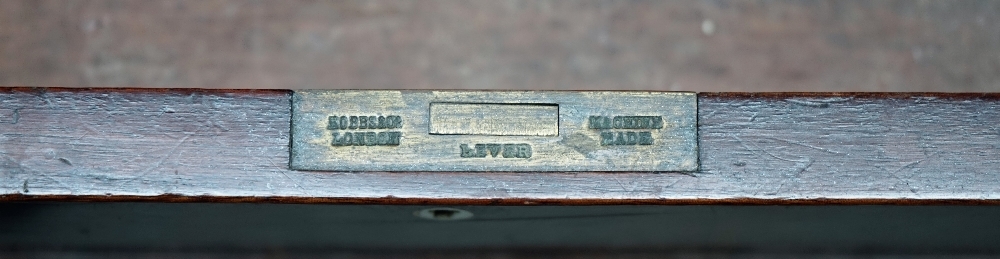 HOBBS & Co
LONDON
LEVER
MACHINE
MADE